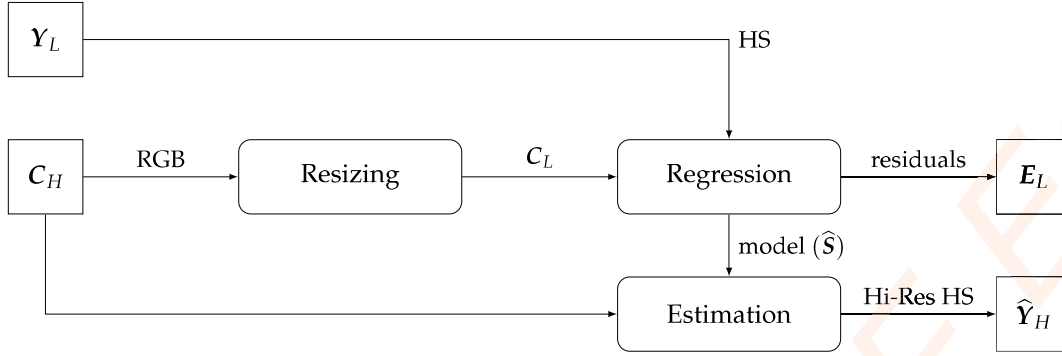 Y_L
HS
C_H
RGB
Resizing
C_L
Regression
residuals
E_L
model (Ŝ)
Estimation
Hi-Res HS
Ŷ_H